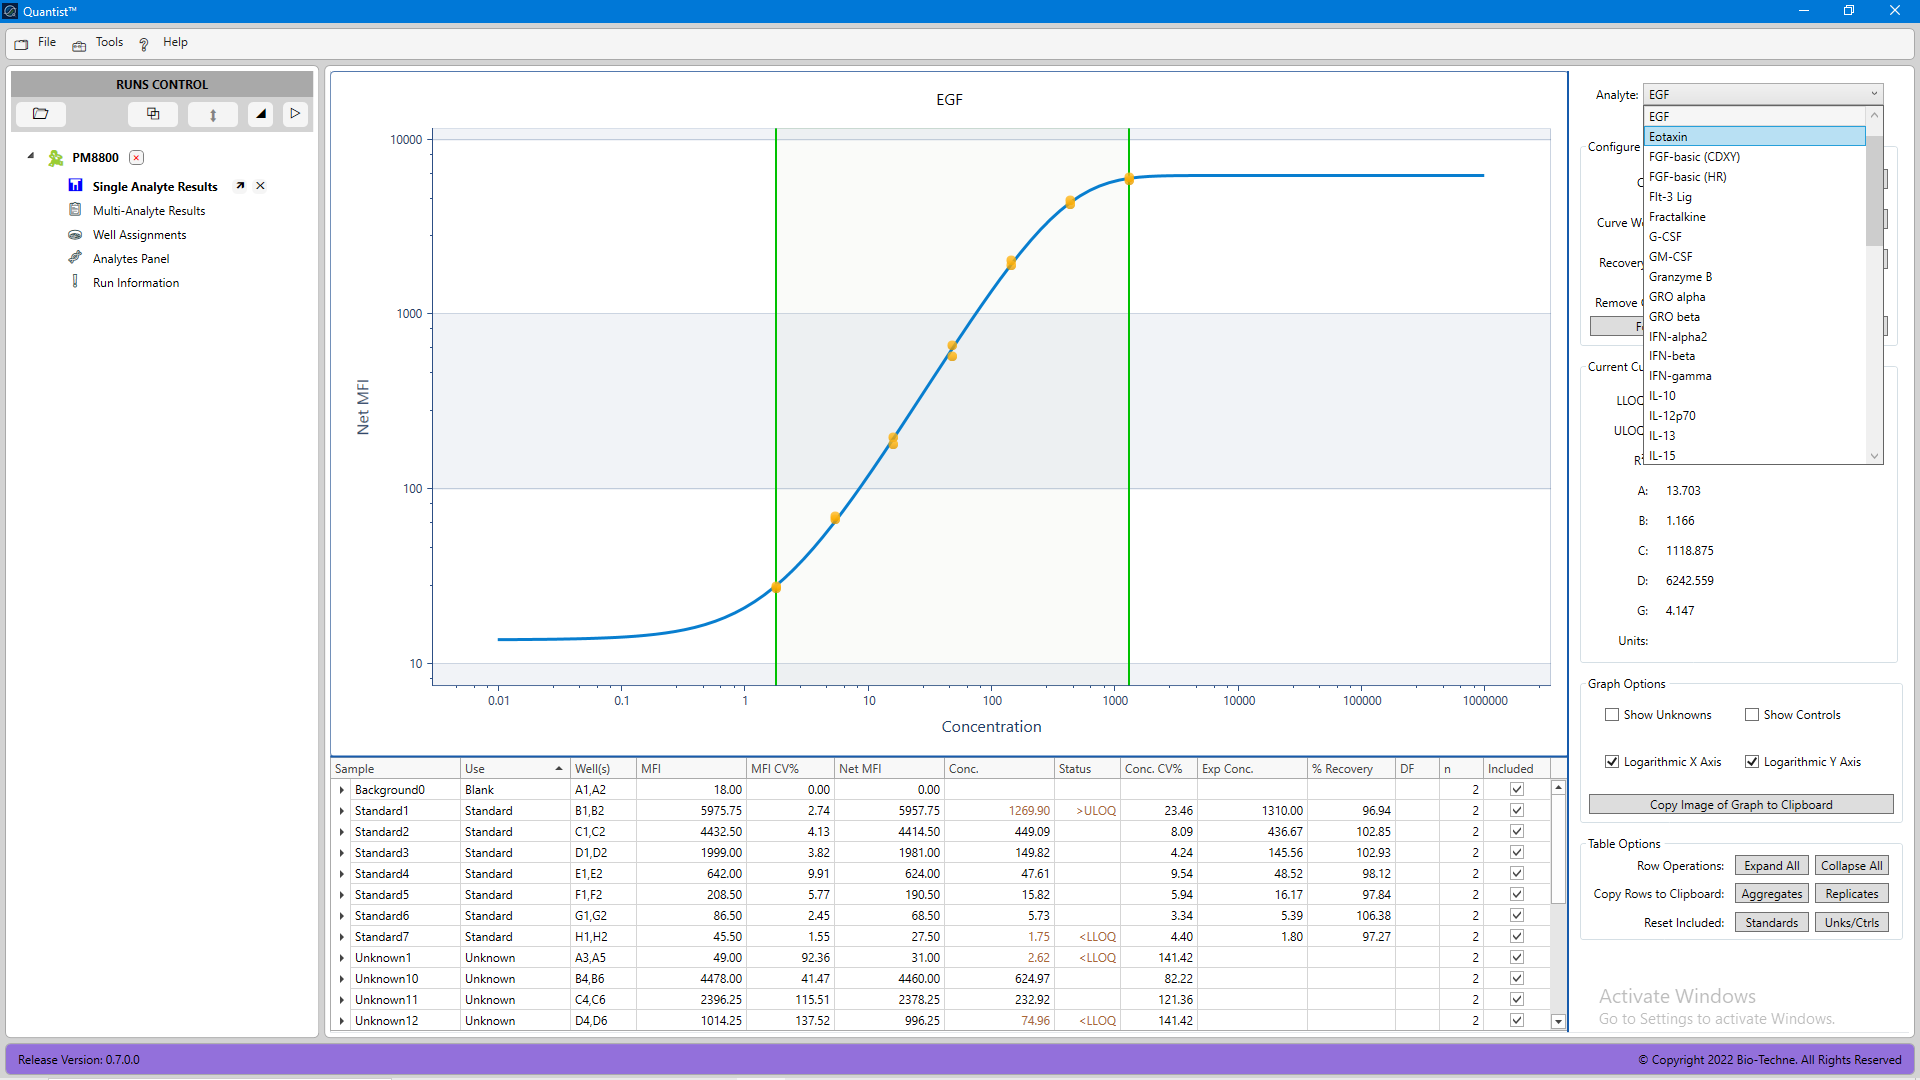 Quantist™
File Tools Help
RUNS CONTROL
PM8800
Single Analyte Results
Multi-Analyte Results
Well Assignments
Analytes Panel
Run Information
EGF
10000
1000
100
10
Net MFI
0.01 0.1 1 10 100 1000 10000 100000 1000000
Concentration
Sample Use Well(s) MFI MFI CV% Net MFI Conc. Status Conc. CV% Exp Conc. % Recovery DF n Included
Background0 Blank A1,A2 18.00 0.00 0.00 2
Standard1 Standard B1,B2 5975.75 2.74 5957.75 1269.90 >ULOQ 23.46 1310.00 96.94 2
Standard2 Standard C1,C2 4432.50 4.13 4414.50 449.09 8.09 436.67 102.85 2
Standard3 Standard D1,D2 1999.00 3.82 1981.00 149.82 4.24 145.56 102.93 2
Standard4 Standard E1,E2 642.00 9.91 624.00 47.61 9.54 48.52 98.12 2
Standard5 Standard F1,F2 208.50 5.77 190.50 15.82 5.94 16.17 97.84 2
Standard6 Standard G1,G2 86.50 2.45 68.50 5.73 3.34 5.39 106.38 2
Standard7 Standard H1,H2 45.50 1.55 27.50 1.75 <LLOQ 4.40 1.80 97.27 2
Unknown1 Unknown A3,A5 49.00 92.36 31.00 2.62 <LLOQ 141.42 2
Unknown10 Unknown B4,B6 4478.00 41.47 4460.00 624.97 82.22 2
Unknown11 Unknown C4,C6 2396.25 115.51 2378.25 232.92 121.36 2
Unknown12 Unknown D4,D6 1014.25 137.52 996.25 74.96 <LLOQ 141.42 2
Analyte: EGF
EGF
Eotaxin
FGF-basic (CDXY)
FGF-basic (HR)
Flt-3 Lig
Fractalkine
G-CSF
GM-CSF
Granzyme B
GRO alpha
GRO beta
IFN-alpha2
IFN-beta
IFN-gamma
IL-10
IL-12p70
IL-13
IL-15
Configure
Curve
Recovery
Remove
Current
A: 13.703
B: 1.166
C: 1118.875
D: 6242.559
G: 4.147
Units:
Graph Options
Show Unknowns Show Controls
Logarithmic X Axis Logarithmic Y Axis
Copy Image of Graph to Clipboard
Table Options
Row Operations: Expand All Collapse All
Copy Rows to Clipboard: Aggregates Replicates
Reset Included: Standards Unks/Ctrls
Activate Windows
Go to Settings to activate Windows.
Release Version: 0.7.0.0
© Copyright 2022 Bio-Techne. All Rights Reserved